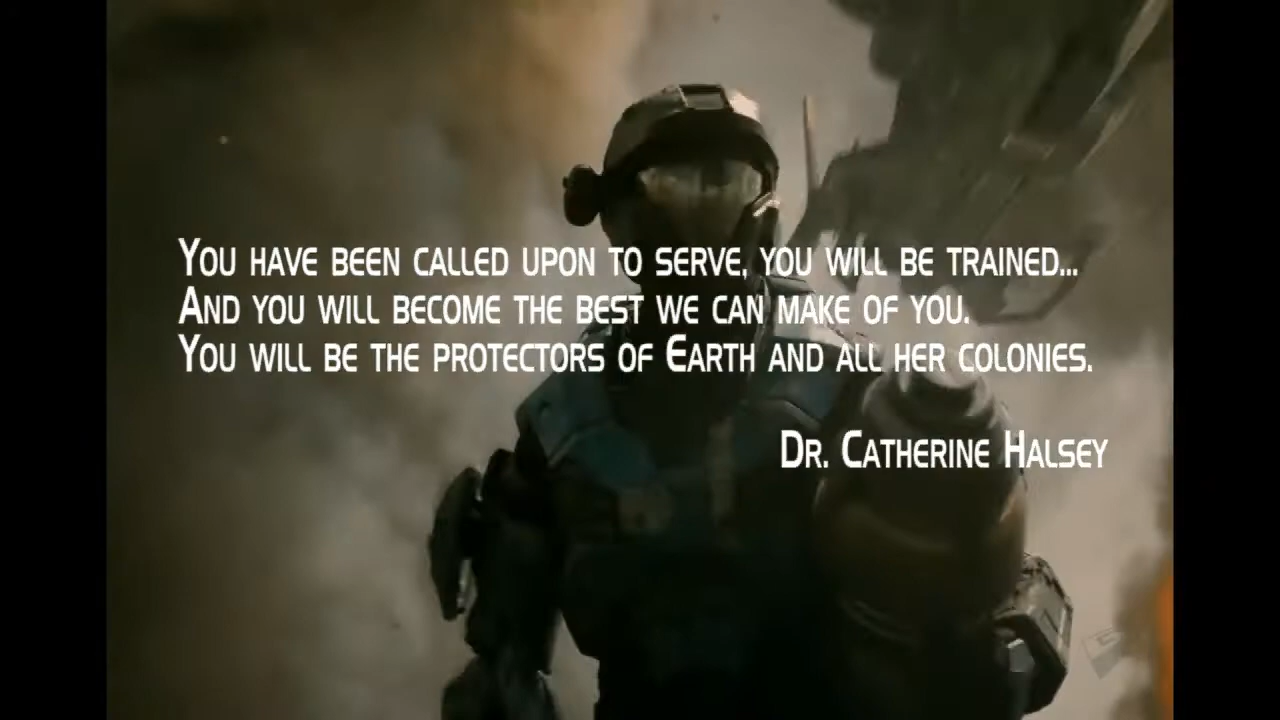 You have been called upon to serve, you will be trained...
And you will become the best we can make of you.
You will be the protectors of Earth and all her colonies.
Dr. Catherine Halsey